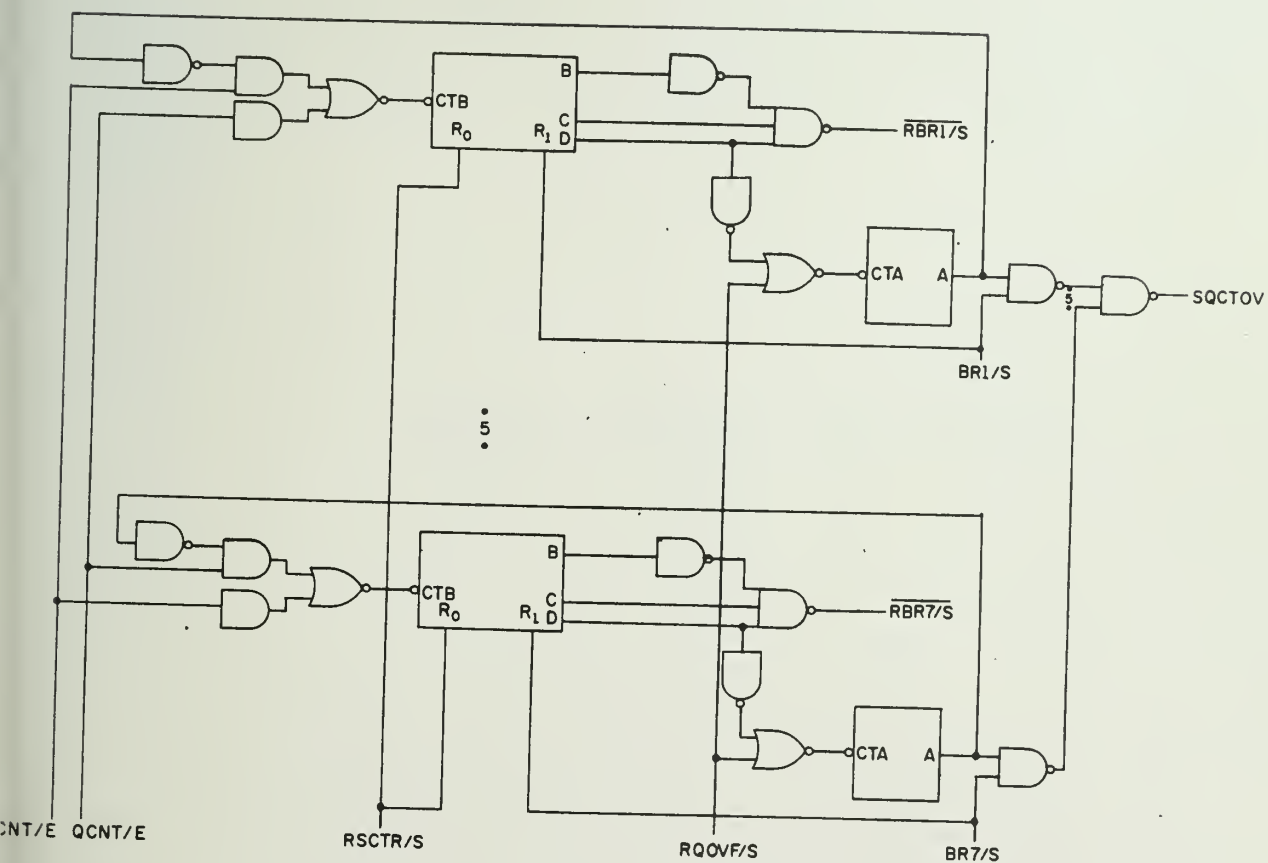 B
CTB
C
R0
R1 D
RBR1/S
CTA
A
5
SQCTOV
BR1/S
5
B
CTB
C
R0
R1 D
RBR7/S
CTA
A
CNT/E
QCNT/E
RSCTR/S
RQOVF/S
BR7/S